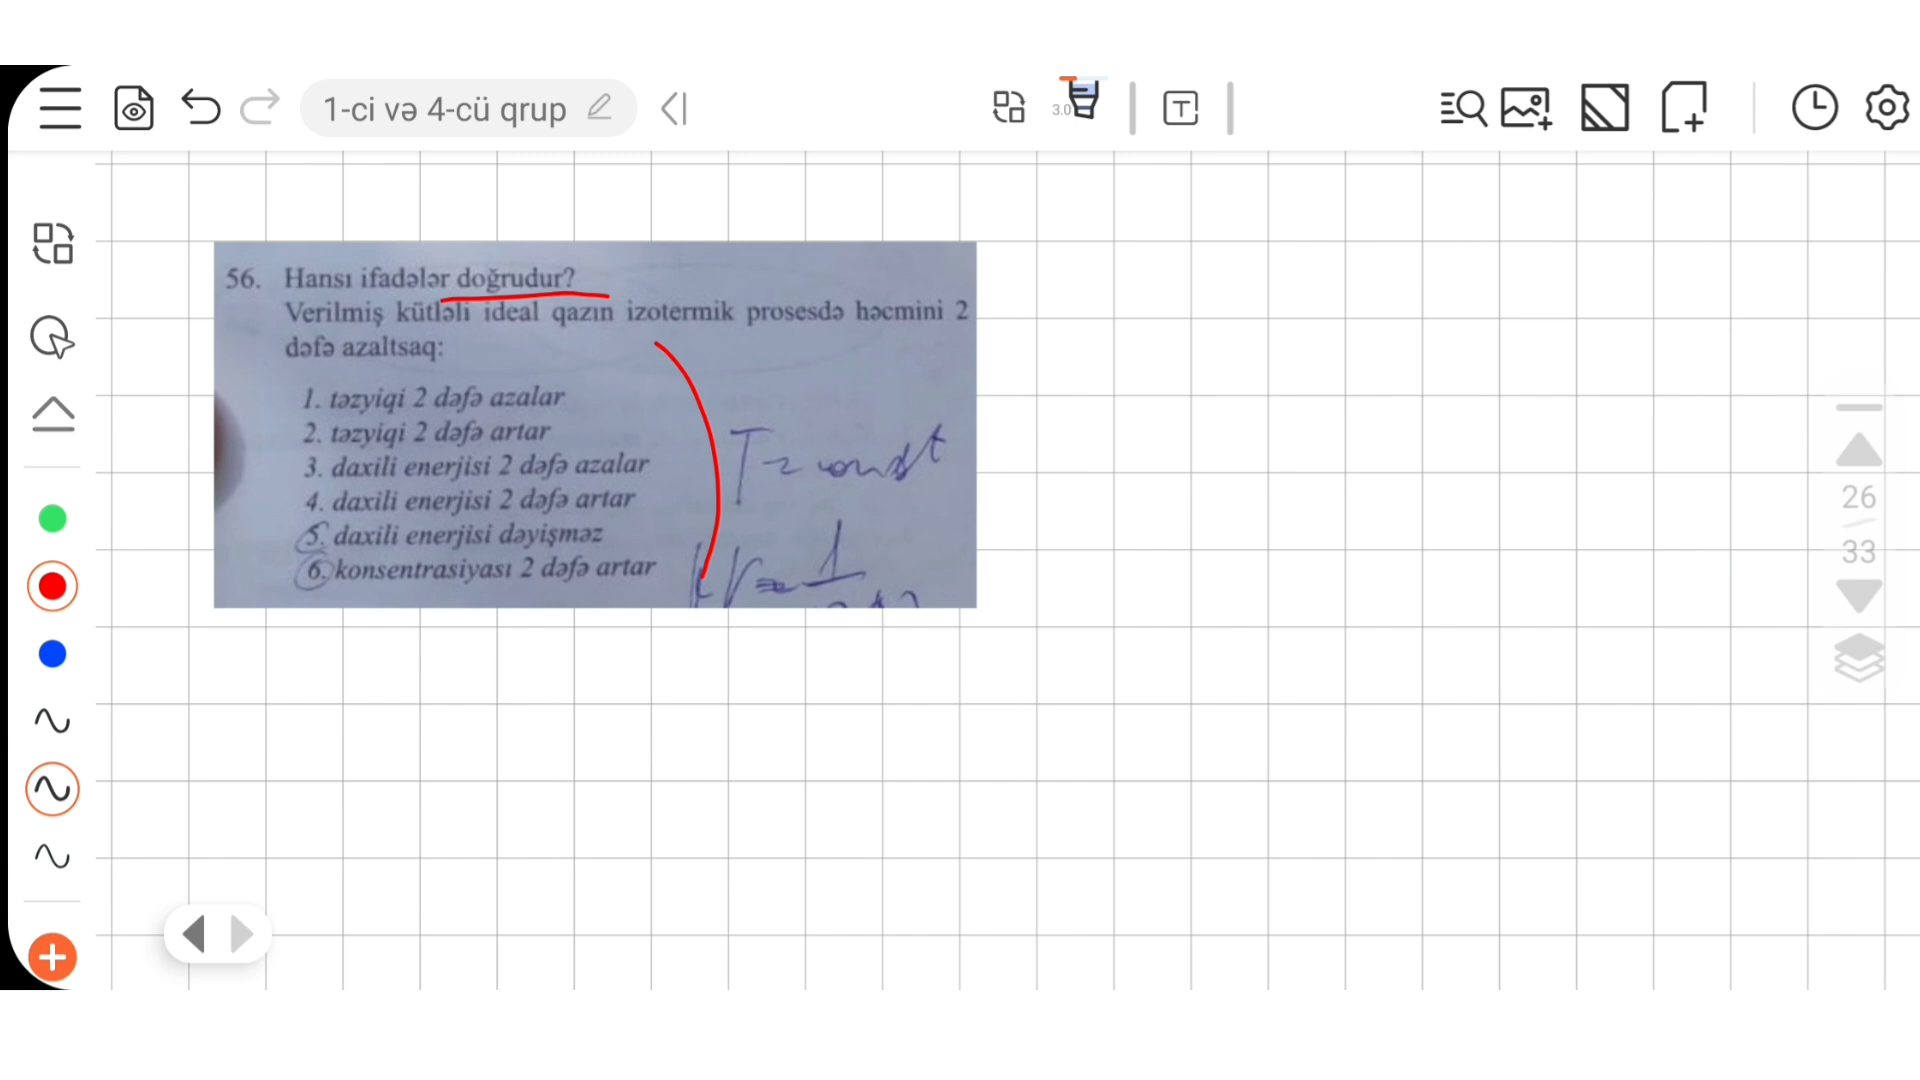 1-ci və 4-cü qrup
3.0
T
56. Hansı ifadələr doğrudur?
Verilmiş kütləli ideal qazın izotermik prosesdə həcmini 2
dəfə azaltsaq:
1. təzyiqi 2 dəfə azalar
2. təzyiqi 2 dəfə artar
3. daxili enerjisi 2 dəfə azalar
4. daxili enerjisi 2 dəfə artar
5. daxili enerjisi dəyişməz
6. konsentrasiyası 2 dəfə artar
T = const
26
33